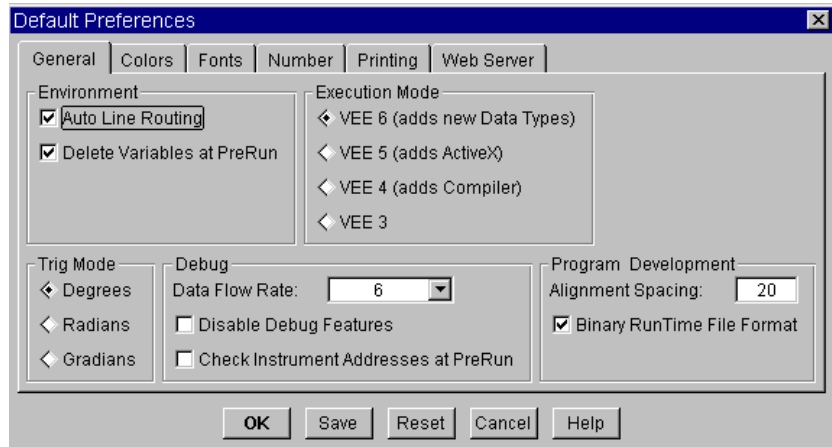 Default Preferences
General Colors Fonts Number Printing Web Server
Environment Execution Mode
Auto Line Routing VEE 6 (adds new Data Types)
Delete Variables at PreRun VEE 5 (adds ActiveX)
VEE 4 (adds Compiler)
VEE 3
Trig Mode Debug Program Development
Degrees Data Flow Rate: 6 Alignment Spacing: 20
Radians Disable Debug Features Binary RunTime File Format
Gradians Check Instrument Addresses at PreRun
OK Save Reset Cancel Help